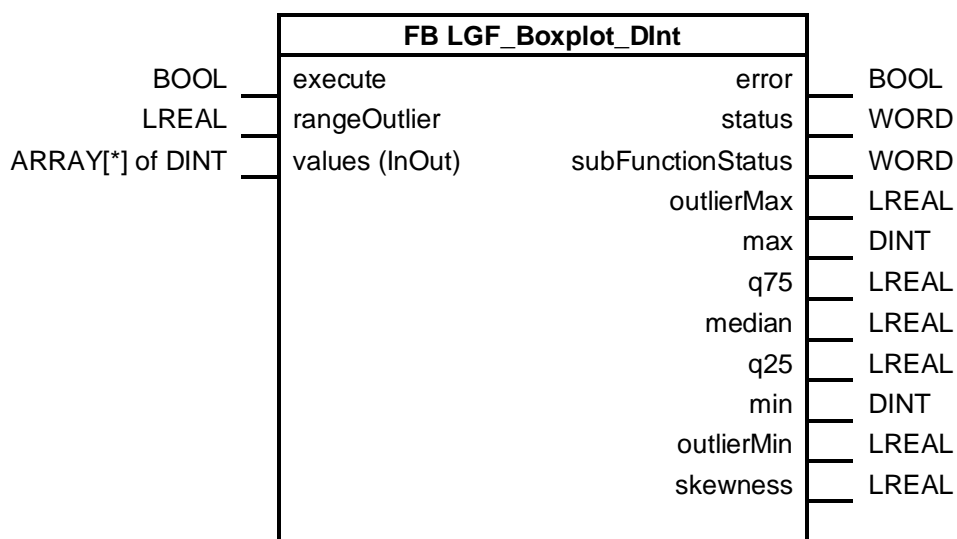 FB LGF_Boxplot_DInt
BOOL execute error BOOL
LREAL rangeOutlier status WORD
ARRAY[*] of DINT values (InOut) subFunctionStatus WORD
outlierMax LREAL
max DINT
q75 LREAL
median LREAL
q25 LREAL
min DINT
outlierMin LREAL
skewness LREAL